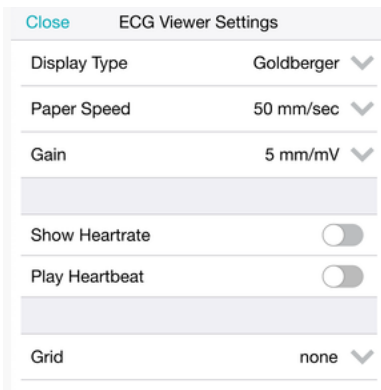 Close ECG Viewer Settings
Display Type Goldberger
Paper Speed 50 mm/sec
Gain 5 mm/mV
Show Heartrate
Play Heartbeat
Grid none